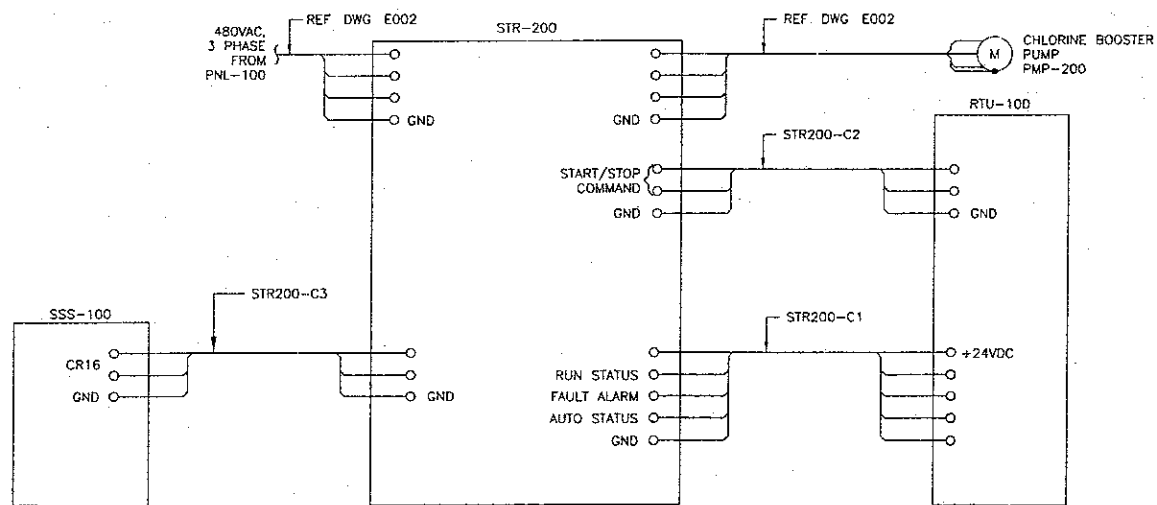 480VAC,
3 PHASE
FROM
PNL-100
REF DWG E002
STR-200
REF DWG E002
M
CHLORINE BOOSTER
PUMP
PMP-200
GND
GND
RTU-100
STR200-C2
START/STOP
COMMAND
GND
GND
STR200-C3
SSS-100
CR16
GND
GND
STR200-C1
+24VDC
RUN STATUS
FAULT ALARM
AUTO STATUS
GND